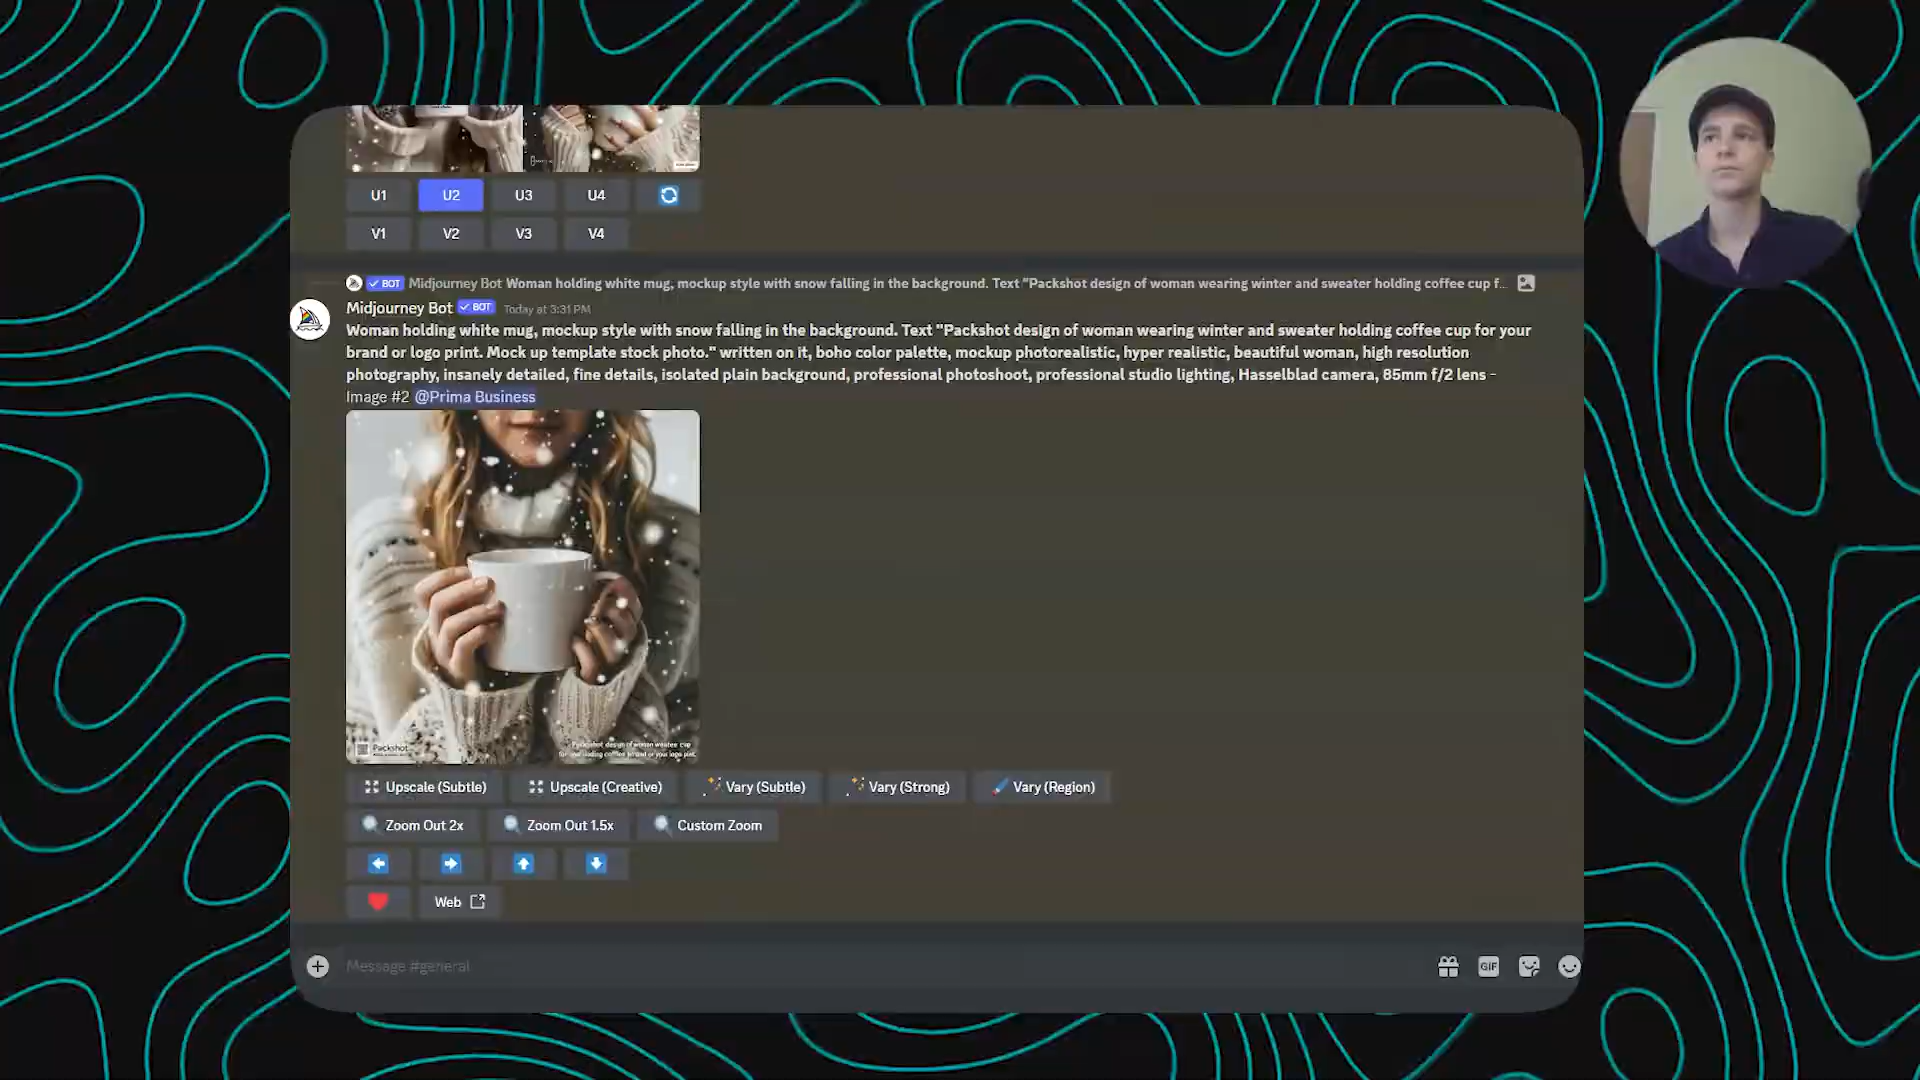 U1 U2 U3 U4
V1 V2 V3 V4
BOT Midjourney Bot Woman holding white mug, mockup style with snow falling in the background. Text "Packshot design of woman wearing winter and sweater holding coffee cup f...
Midjourney Bot BOT Today at 3:31 PM
Woman holding white mug, mockup style with snow falling in the background. Text "Packshot design of woman wearing winter and sweater holding coffee cup for your
brand or logo print. Mock up template stock photo." written on it, boho color palette, mockup photorealistic, hyper realistic, beautiful woman, high resolution
photography, insanely detailed, fine details, isolated plain background, professional photoshoot, professional studio lighting, Hasselblad camera, 85mm f/2 lens -
Image #2 @Prima Business
Packshot
Upscale (Subtle) Upscale (Creative) Vary (Subtle) Vary (Strong) Vary (Region)
Zoom Out 2x Zoom Out 1.5x Custom Zoom
Web
Message #general
GIF